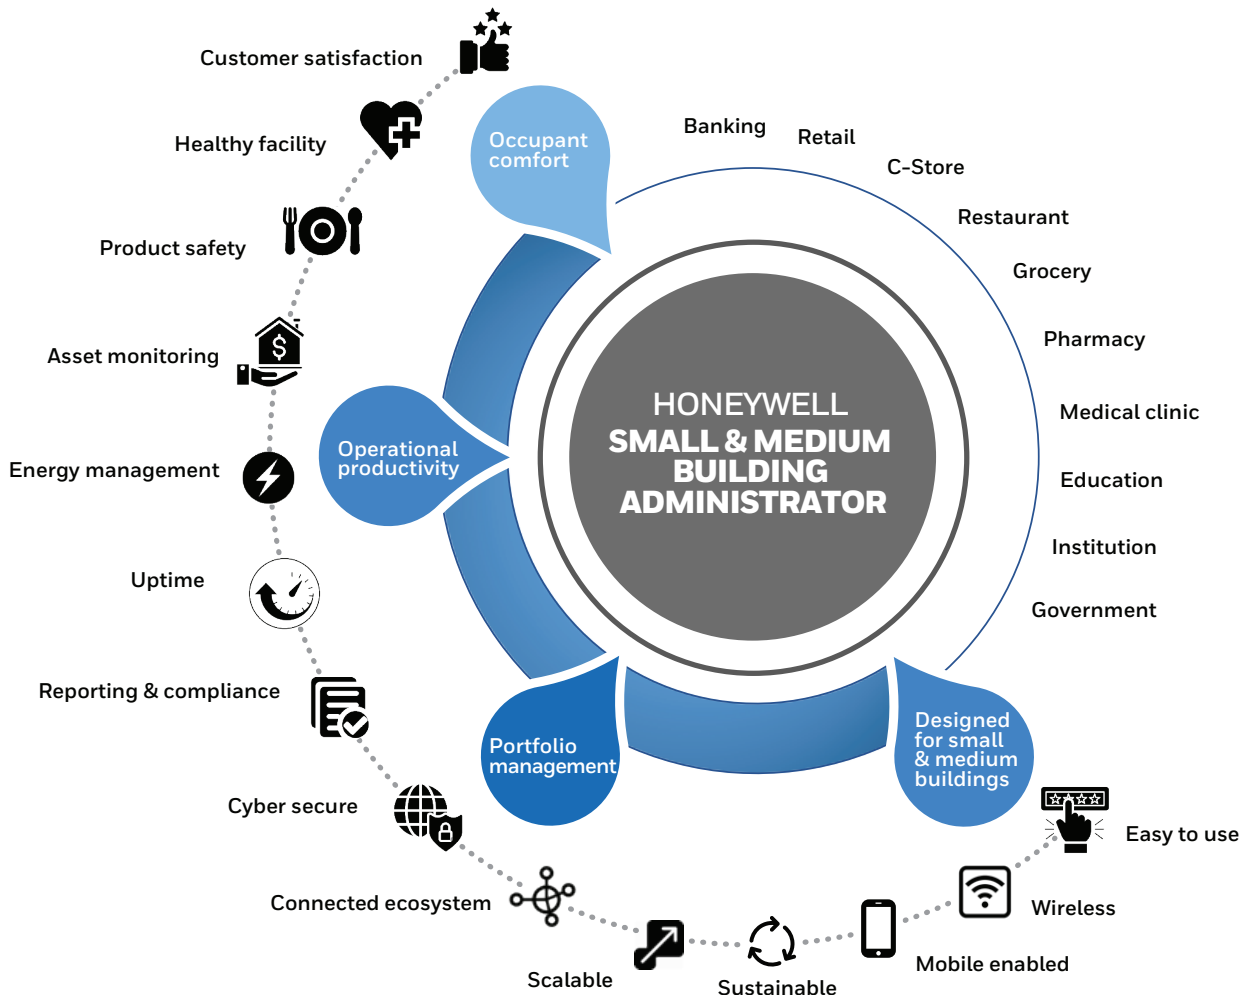 Customer satisfaction
Healthy facility
Product safety
Asset monitoring
Energy management
Uptime
Reporting & compliance
Cyber secure
Connected ecosystem
Scalable
Sustainable
Mobile enabled
Wireless
Easy to use
Occupant
comfort
Operational
productivity
Portfolio
management
Designed
for small
& medium
buildings
HONEYWELL
SMALL & MEDIUM
BUILDING
ADMINISTRATOR
Banking
Retail
C-Store
Restaurant
Grocery
Pharmacy
Medical clinic
Education
Institution
Government
$